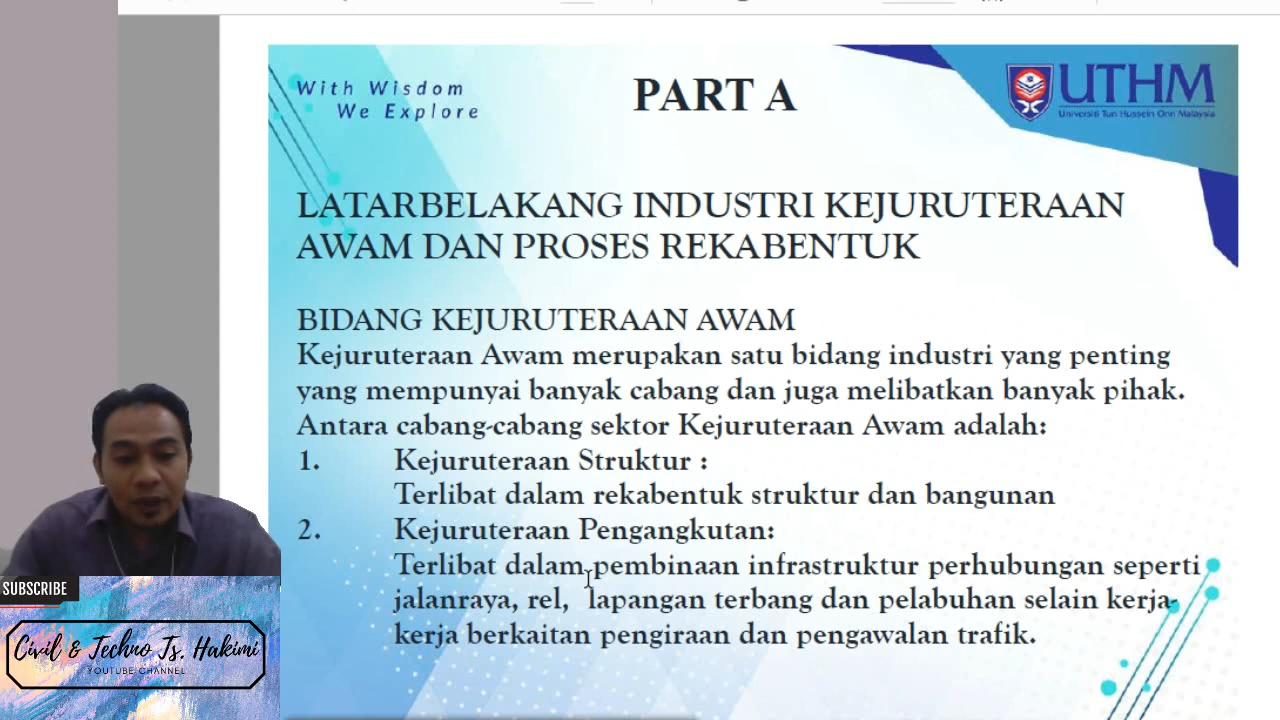 With Wisdom
We Explore
PART A
UTHM
Universiti Tun Hussein Onn Malaysia
LATARBELAKANG INDUSTRI KEJURUTERAAN
AWAM DAN PROSES REKABENTUK
BIDANG KEJURUTERAAN AWAM
Kejuruteraan Awam merupakan satu bidang industri yang penting
yang mempunyai banyak cabang dan juga melibatkan banyak pihak.
Antara cabang-cabang sektor Kejuruteraan Awam adalah:
1. Kejuruteraan Struktur :
Terlibat dalam rekabentuk struktur dan bangunan
2. Kejuruteraan Pengangkutan:
Terlibat dalam pembinaan infrastruktur perhubungan seperti
jalanraya, rel, lapangan terbang dan pelabuhan selain kerja-
kerja berkaitan pengiraan dan pengawalan trafik.
SUBSCRIBE
Civil & Techno Ts. Hakimi
YOUTUBE CHANNEL